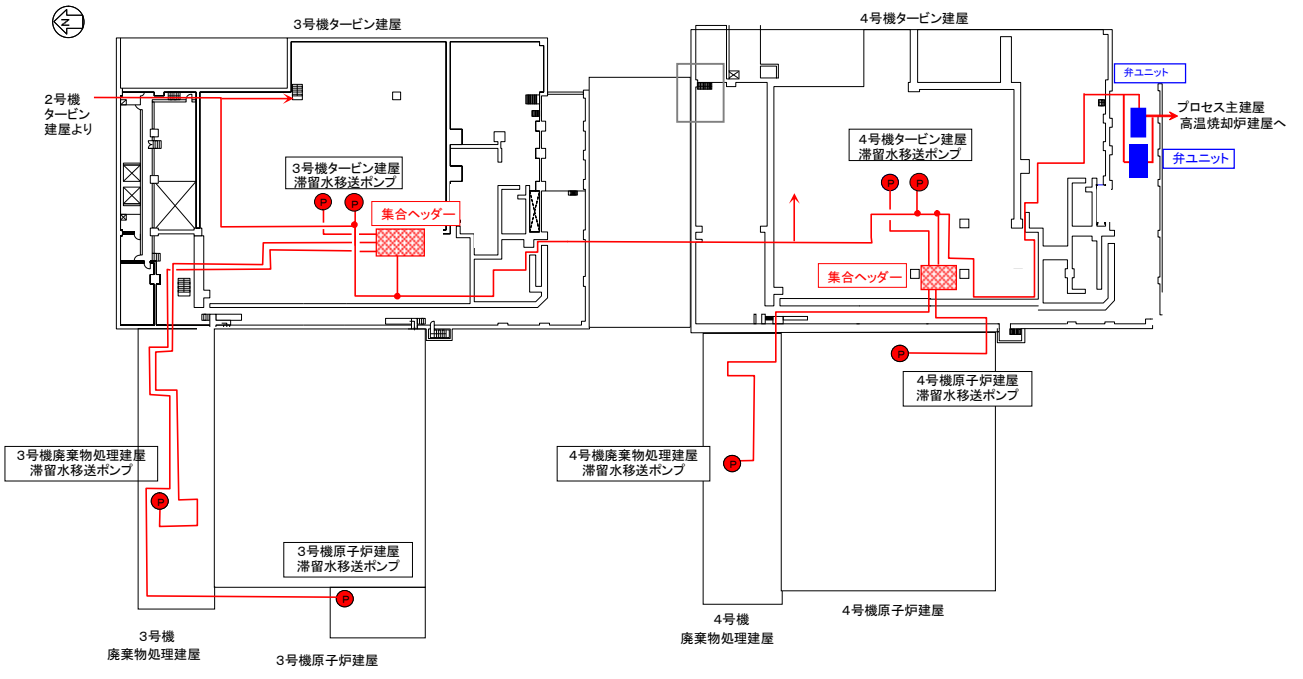 N
3号機タービン建屋
4号機タービン建屋
2号機
タービン
建屋より
弁ユニット
プロセス主建屋
高温焼却炉建屋へ
弁ユニット
3号機タービン建屋
滞留水移送ポンプ
4号機タービン建屋
滞留水移送ポンプ
P
P
P
P
集合ヘッダー
集合ヘッダー
P
4号機原子炉建屋
滞留水移送ポンプ
3号機廃棄物処理建屋
滞留水移送ポンプ
4号機廃棄物処理建屋
滞留水移送ポンプ
P
P
3号機原子炉建屋
滞留水移送ポンプ
P
4号機原子炉建屋
4号機
廃棄物処理建屋
3号機
廃棄物処理建屋
3号機原子炉建屋